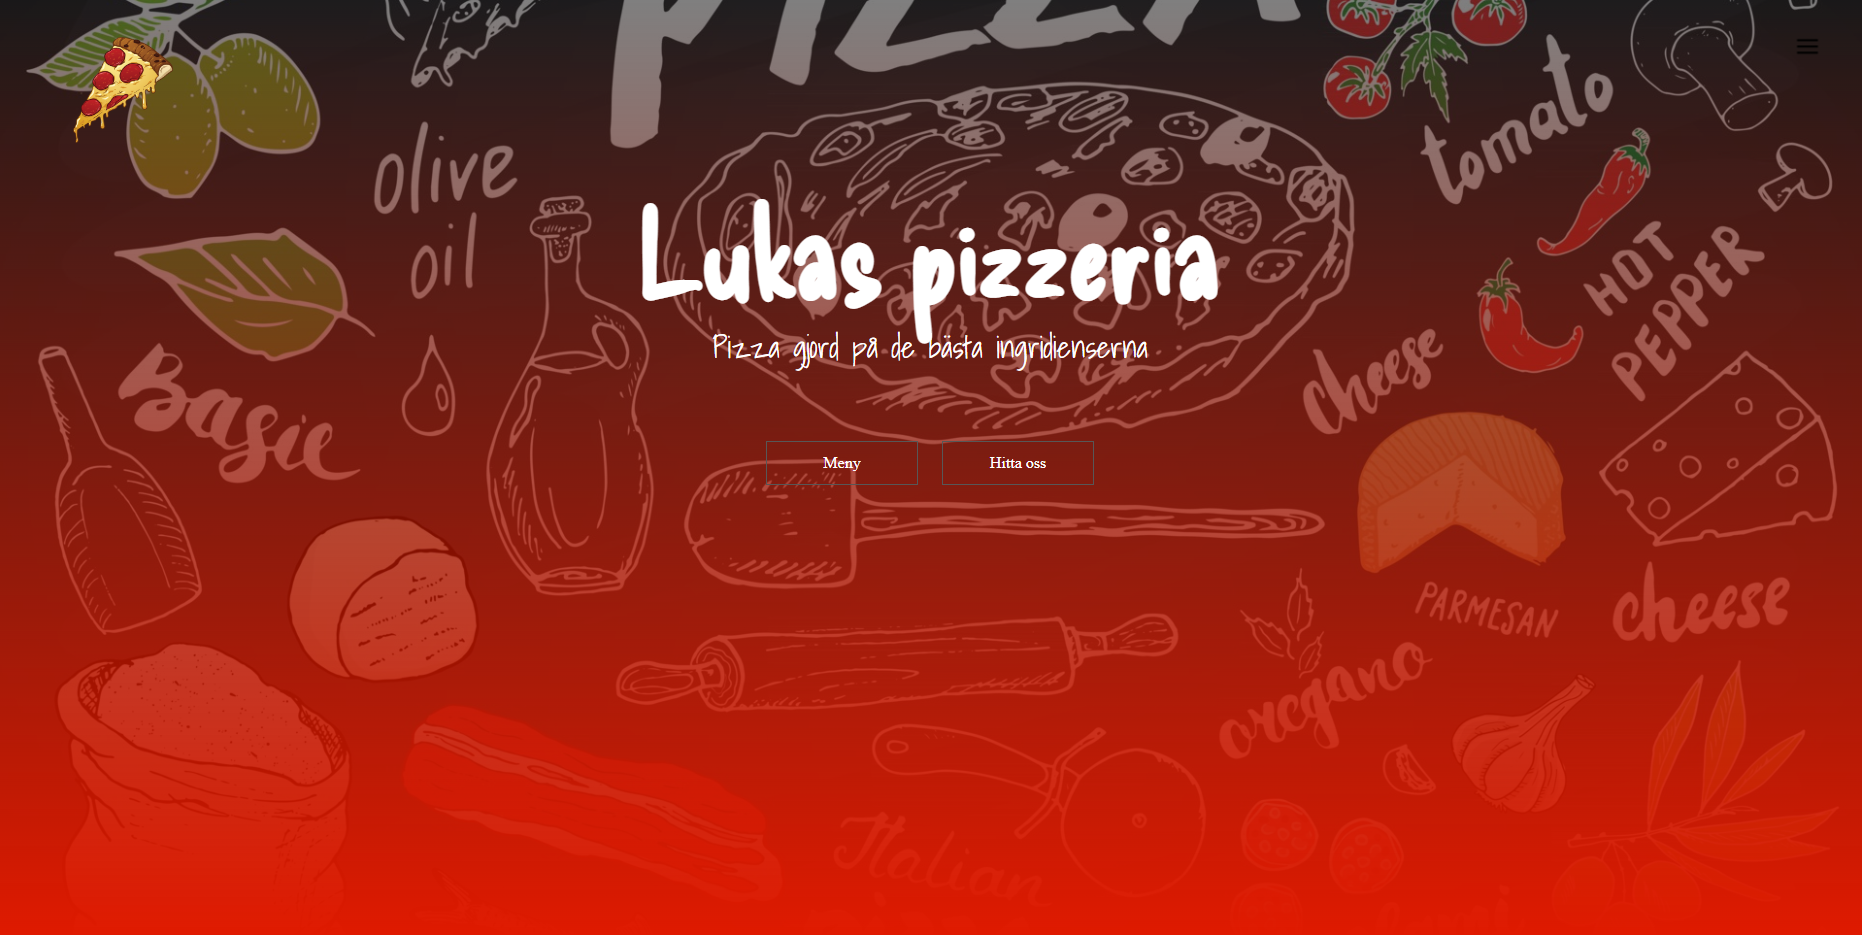 PIZZA
tomato
olive
oil
HOT
PEPPER
Lukas pizzeria
Pizza gjord på de bästa ingridienserna
cheese
Basic
Meny
Hitta oss
PARMESAN
cheese
oregano
Italian